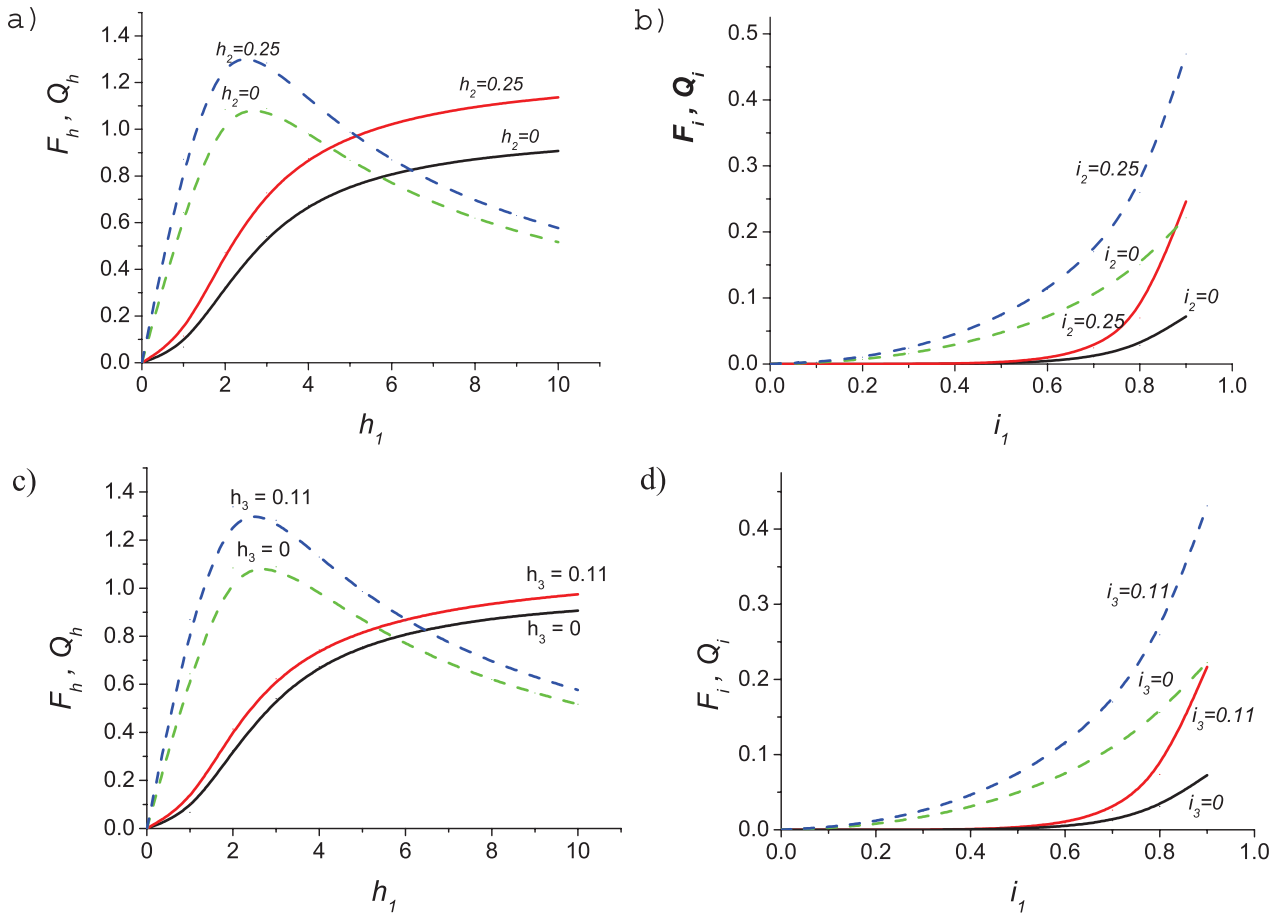 a)
F_h, Q_h
1.4
1.2
1.0
0.8
0.6
0.4
0.2
0.0
0
2
4
6
8
10
h_1
h_2=0.25
h_2=0
h_2=0.25
h_2=0
b)
F_i, Q_i
0.5
0.4
0.3
0.2
0.1
0.0
0.0
0.2
0.4
0.6
0.8
1.0
i_1
i_2=0.25
i_2=0
i_2=0.25
i_2=0
c)
F_h, Q_h
1.4
1.2
1.0
0.8
0.6
0.4
0.2
0.0
0
2
4
6
8
10
h_1
h_3 = 0.11
h_3 = 0
h_3 = 0.11
h_3 = 0
d)
F_i, Q_i
0.4
0.3
0.2
0.1
0.0
0.0
0.2
0.4
0.6
0.8
1.0
i_1
i_3=0.11
i_3=0
i_3=0.11
i_3=0